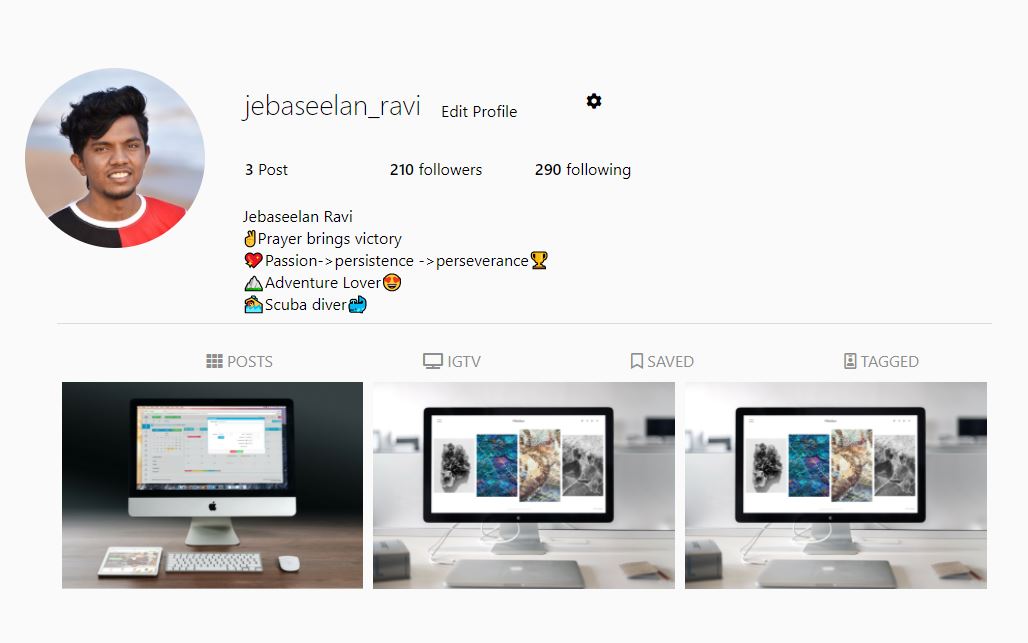 jebaseelan_ravi Edit Profile
3 Post 210 followers 290 following
Jebaseelan Ravi
✌Prayer brings victory
💖Passion->persistence ->perseverance🏆
⛰Adventure Lover😍
🏄Scuba diver🐳
POSTS IGTV SAVED TAGGED